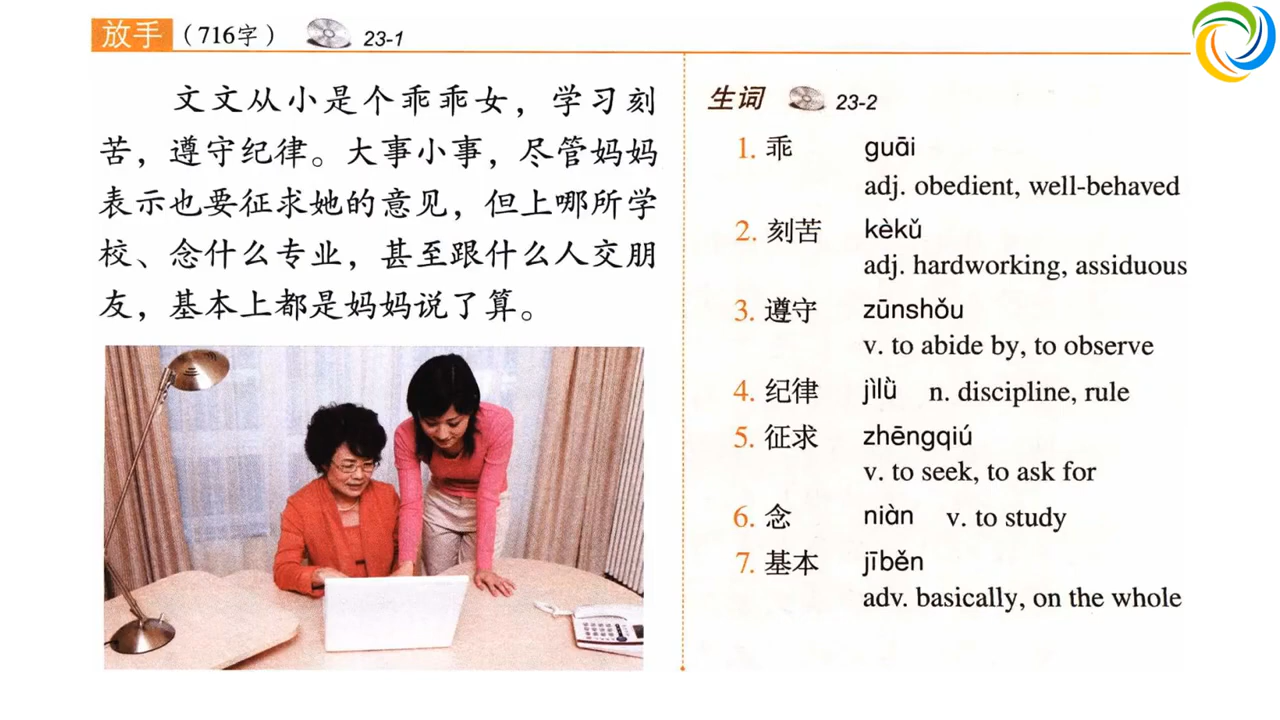 放手（716字） 23-1
文文从小是个乖乖女，学习刻
苦，遵守纪律。大事小事，尽管妈妈
表示也要征求她的意见，但上哪所学
校、念什么专业，甚至跟什么人交朋
友，基本上都是妈妈说了算。
生词 23-2
1. 乖 guāi
adj. obedient, well-behaved
2. 刻苦 kèkǔ
adj. hardworking, assiduous
3. 遵守 zūnshǒu
v. to abide by, to observe
4. 纪律 jìlǜ n. discipline, rule
5. 征求 zhēngqiú
v. to seek, to ask for
6. 念 niàn v. to study
7. 基本 jīběn
adv. basically, on the whole